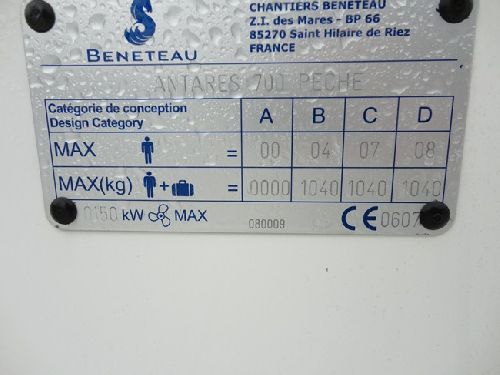 CHANTIERS BENETEAU
Z.I. des Mares - BP 66
85270 Saint Hilaire de Riez
FRANCE
BENETEAU
ANTARES 701 PECHE
Catégorie de conception
Design Category
A B C D
MAX = 00 04 07 08
MAX(kg) + = 0000 1040 1040 1040
0150 kW MAX
080009
CE 0607